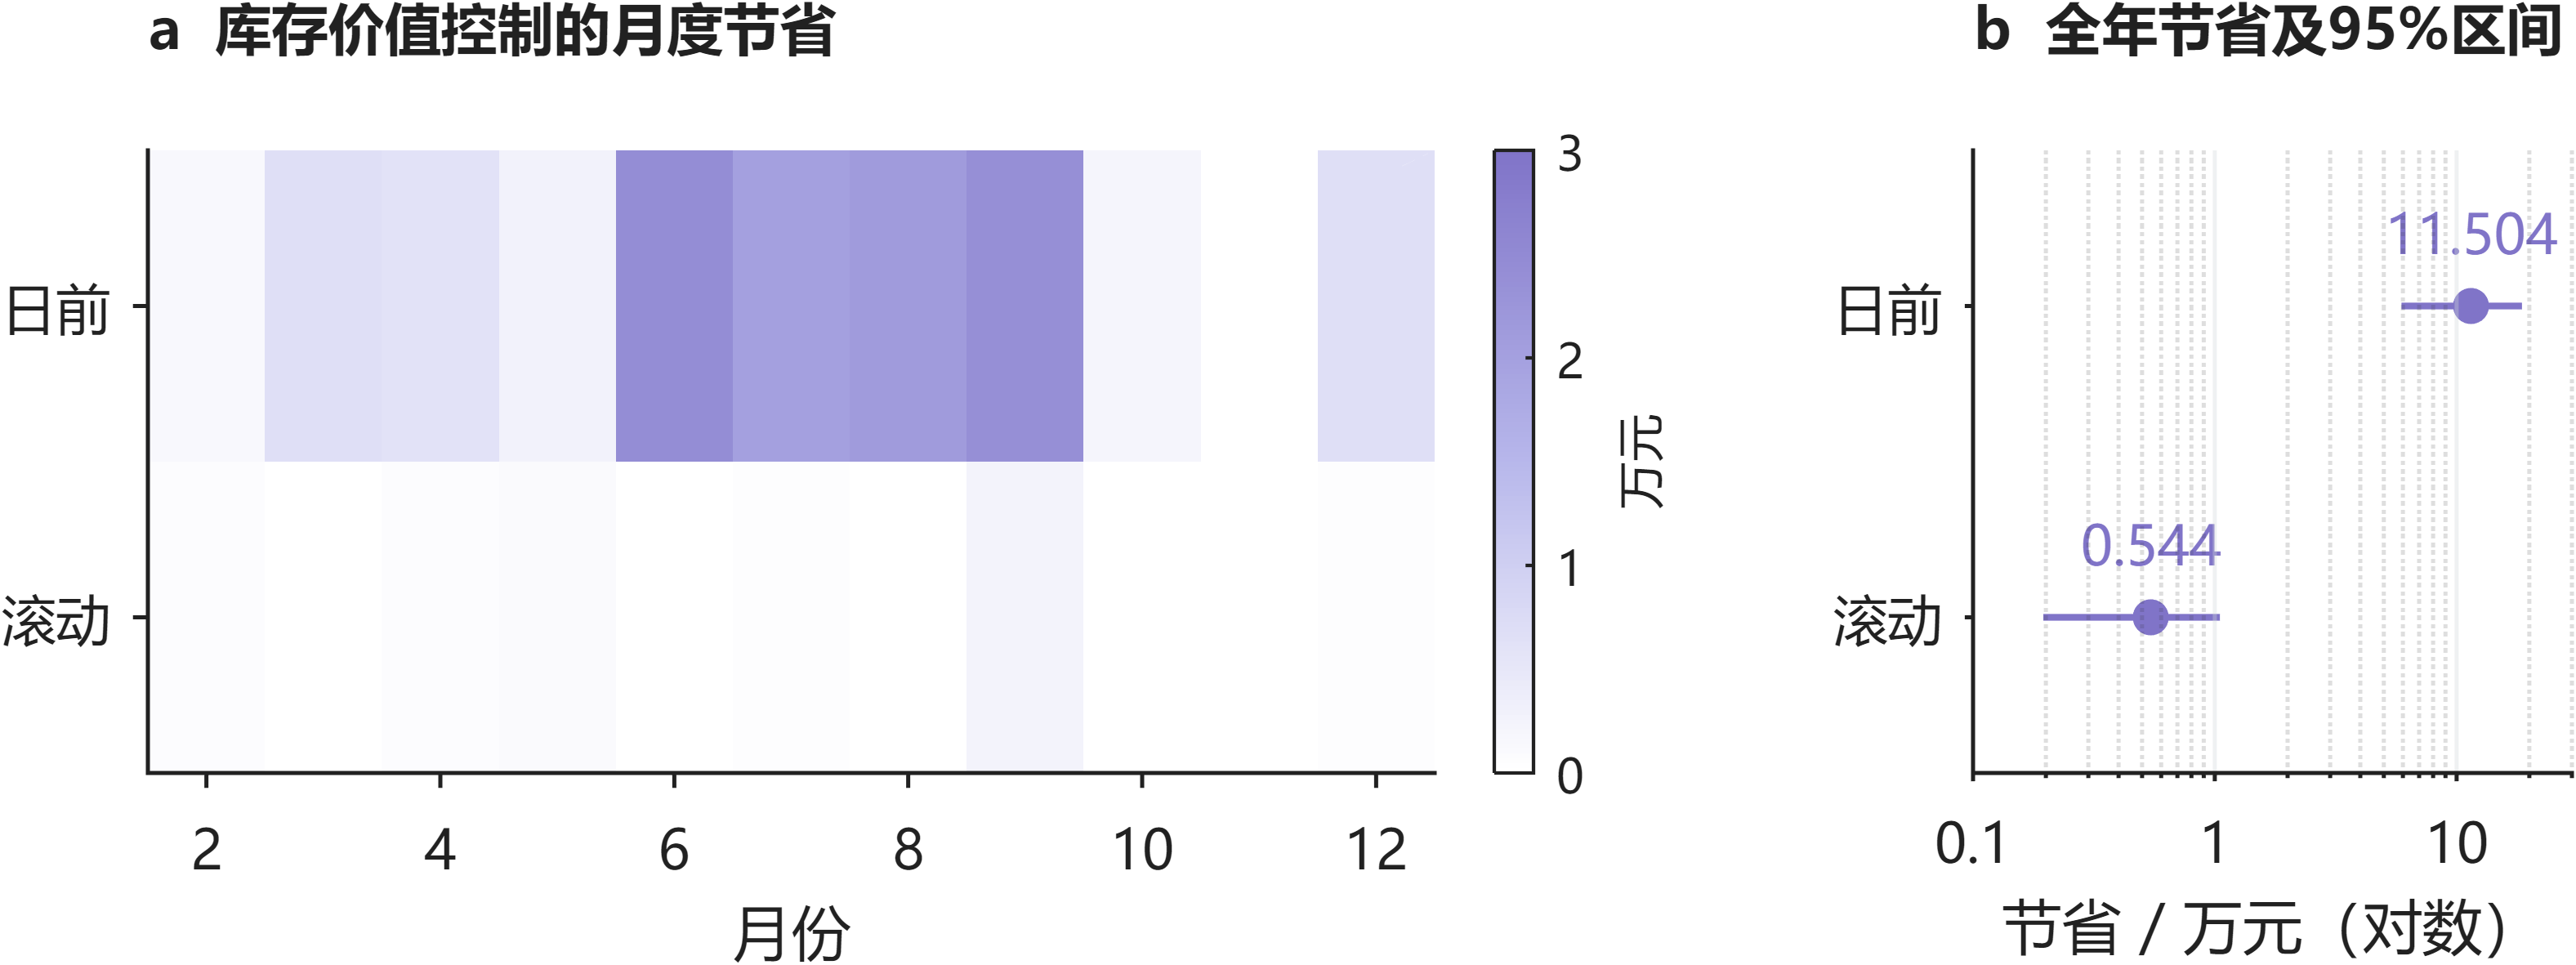 a 库存价值控制的月度节省
日前
滚动
2 4 6 8 10 12
月份
3
2
1
0
万元
b 全年节省及95%区间
日前
滚动
11.504
0.544
0.1 1 10
节省 / 万元（对数）